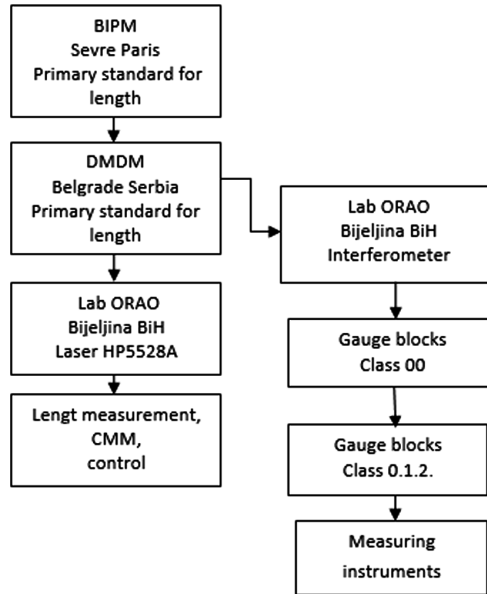 BIPM
Sevre Paris
Primary standard for
length
DMDM
Belgrade Serbia
Primary standard for
length
Lab ORAO
Bijeljina BiH
Laser HP5528A
Lengt measurement,
CMM,
control
Lab ORAO
Bijeljina BiH
Interferometer
Gauge blocks
Class 00
Gauge blocks
Class 0.1.2.
Measuring
instruments